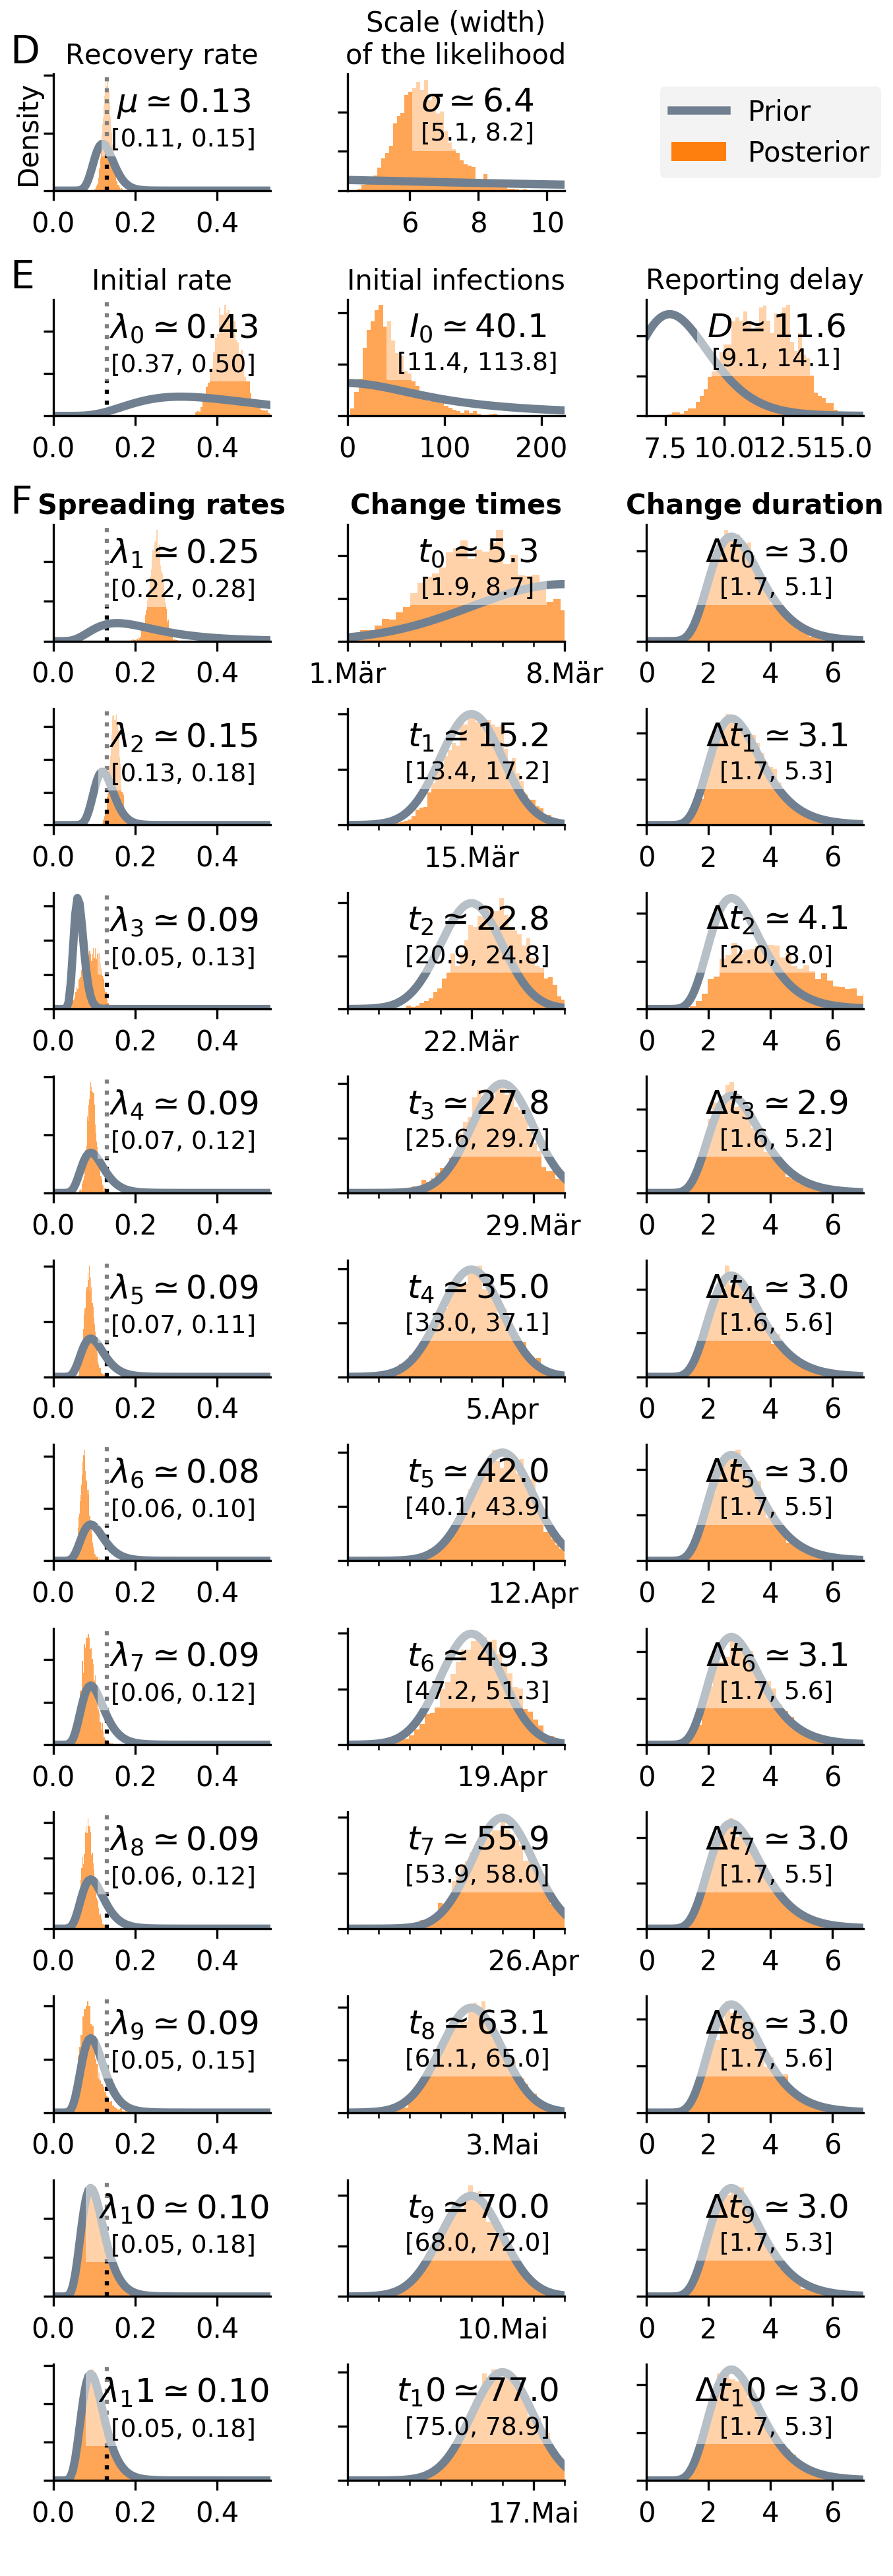 D
Recovery rate
Scale (width)
of the likelihood
Density
μ ≃ 0.13
[0.11, 0.15]
0.0 0.2 0.4
σ ≃ 6.4
[5.1, 8.2]
6 8 10
Prior
Posterior
E
Initial rate
Initial infections
Reporting delay
λ₀ ≃ 0.43
[0.37, 0.50]
0.0 0.2 0.4
I₀ ≃ 40.1
[11.4, 113.8]
0 100 200
D ≃ 11.6
[9.1, 14.1]
7.5 10.0 12.5 15.0
F
Spreading rates
Change times
Change duration
λ₁ ≃ 0.25
[0.22, 0.28]
0.0 0.2 0.4
t₀ ≃ 5.3
[1.9, 8.7]
1.Mär 8.Mär
Δt₀ ≃ 3.0
[1.7, 5.1]
0 2 4 6
λ₂ ≃ 0.15
[0.13, 0.18]
0.0 0.2 0.4
t₁ ≃ 15.2
[13.4, 17.2]
15.Mär
Δt₁ ≃ 3.1
[1.7, 5.3]
0 2 4 6
λ₃ ≃ 0.09
[0.05, 0.13]
0.0 0.2 0.4
t₂ ≃ 22.8
[20.9, 24.8]
22.Mär
Δt₂ ≃ 4.1
[2.0, 8.0]
0 2 4 6
λ₄ ≃ 0.09
[0.07, 0.12]
0.0 0.2 0.4
t₃ ≃ 27.8
[25.6, 29.7]
29.Mär
Δt₃ ≃ 2.9
[1.6, 5.2]
0 2 4 6
λ₅ ≃ 0.09
[0.07, 0.11]
0.0 0.2 0.4
t₄ ≃ 35.0
[33.0, 37.1]
5.Apr
Δt₄ ≃ 3.0
[1.6, 5.6]
0 2 4 6
λ₆ ≃ 0.08
[0.06, 0.10]
0.0 0.2 0.4
t₅ ≃ 42.0
[40.1, 43.9]
12.Apr
Δt₅ ≃ 3.0
[1.7, 5.5]
0 2 4 6
λ₇ ≃ 0.09
[0.06, 0.12]
0.0 0.2 0.4
t₆ ≃ 49.3
[47.2, 51.3]
19.Apr
Δt₆ ≃ 3.1
[1.7, 5.6]
0 2 4 6
λ₈ ≃ 0.09
[0.06, 0.12]
0.0 0.2 0.4
t₇ ≃ 55.9
[53.9, 58.0]
26.Apr
Δt₇ ≃ 3.0
[1.7, 5.5]
0 2 4 6
λ₉ ≃ 0.09
[0.05, 0.15]
0.0 0.2 0.4
t₈ ≃ 63.1
[61.1, 65.0]
3.Mai
Δt₈ ≃ 3.0
[1.7, 5.6]
0 2 4 6
λ₁0 ≃ 0.10
[0.05, 0.18]
0.0 0.2 0.4
t₉ ≃ 70.0
[68.0, 72.0]
10.Mai
Δt₉ ≃ 3.0
[1.7, 5.3]
0 2 4 6
λ₁1 ≃ 0.10
[0.05, 0.18]
0.0 0.2 0.4
t₁0 ≃ 77.0
[75.0, 78.9]
17.Mai
Δt₁0 ≃ 3.0
[1.7, 5.3]
0 2 4 6